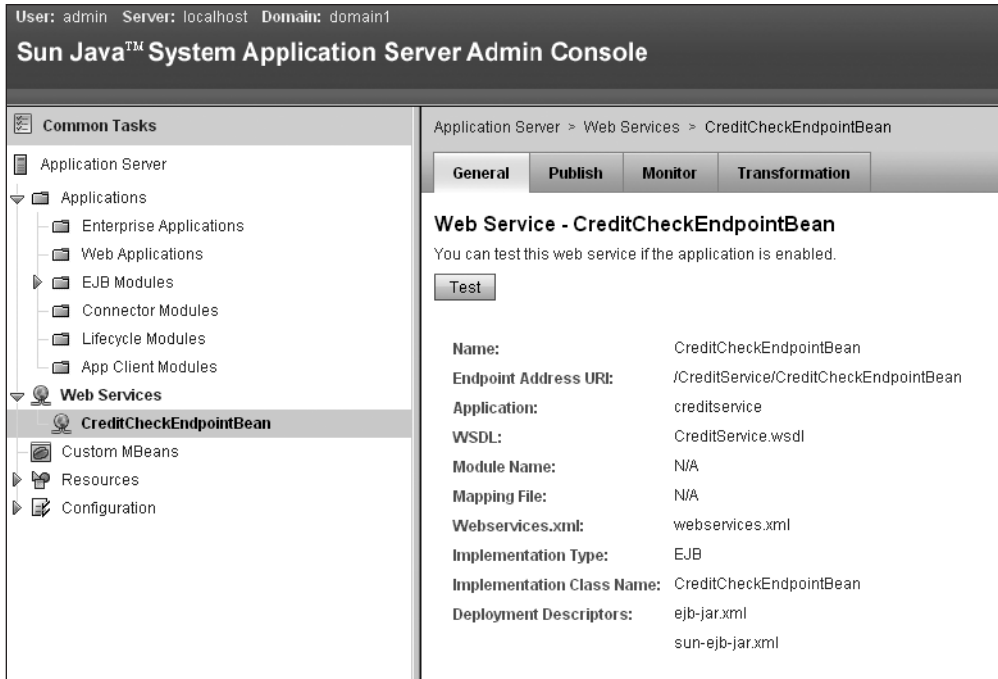 User: admin Server: localhost Domain: domain1
Sun Java™ System Application Server Admin Console
Common Tasks
Application Server
Applications
Enterprise Applications
Web Applications
EJB Modules
Connector Modules
Lifecycle Modules
App Client Modules
Web Services
CreditCheckEndpointBean
Custom MBeans
Resources
Configuration
Application Server > Web Services > CreditCheckEndpointBean
General Publish Monitor Transformation
Web Service - CreditCheckEndpointBean
You can test this web service if the application is enabled.
Test
Name: CreditCheckEndpointBean
Endpoint Address URI: /CreditService/CreditCheckEndpointBean
Application: creditservice
WSDL: CreditService.wsdl
Module Name: N/A
Mapping File: N/A
Webservices.xml: webservices.xml
Implementation Type: EJB
Implementation Class Name: CreditCheckEndpointBean
Deployment Descriptors: ejb-jar.xml
sun-ejb-jar.xml